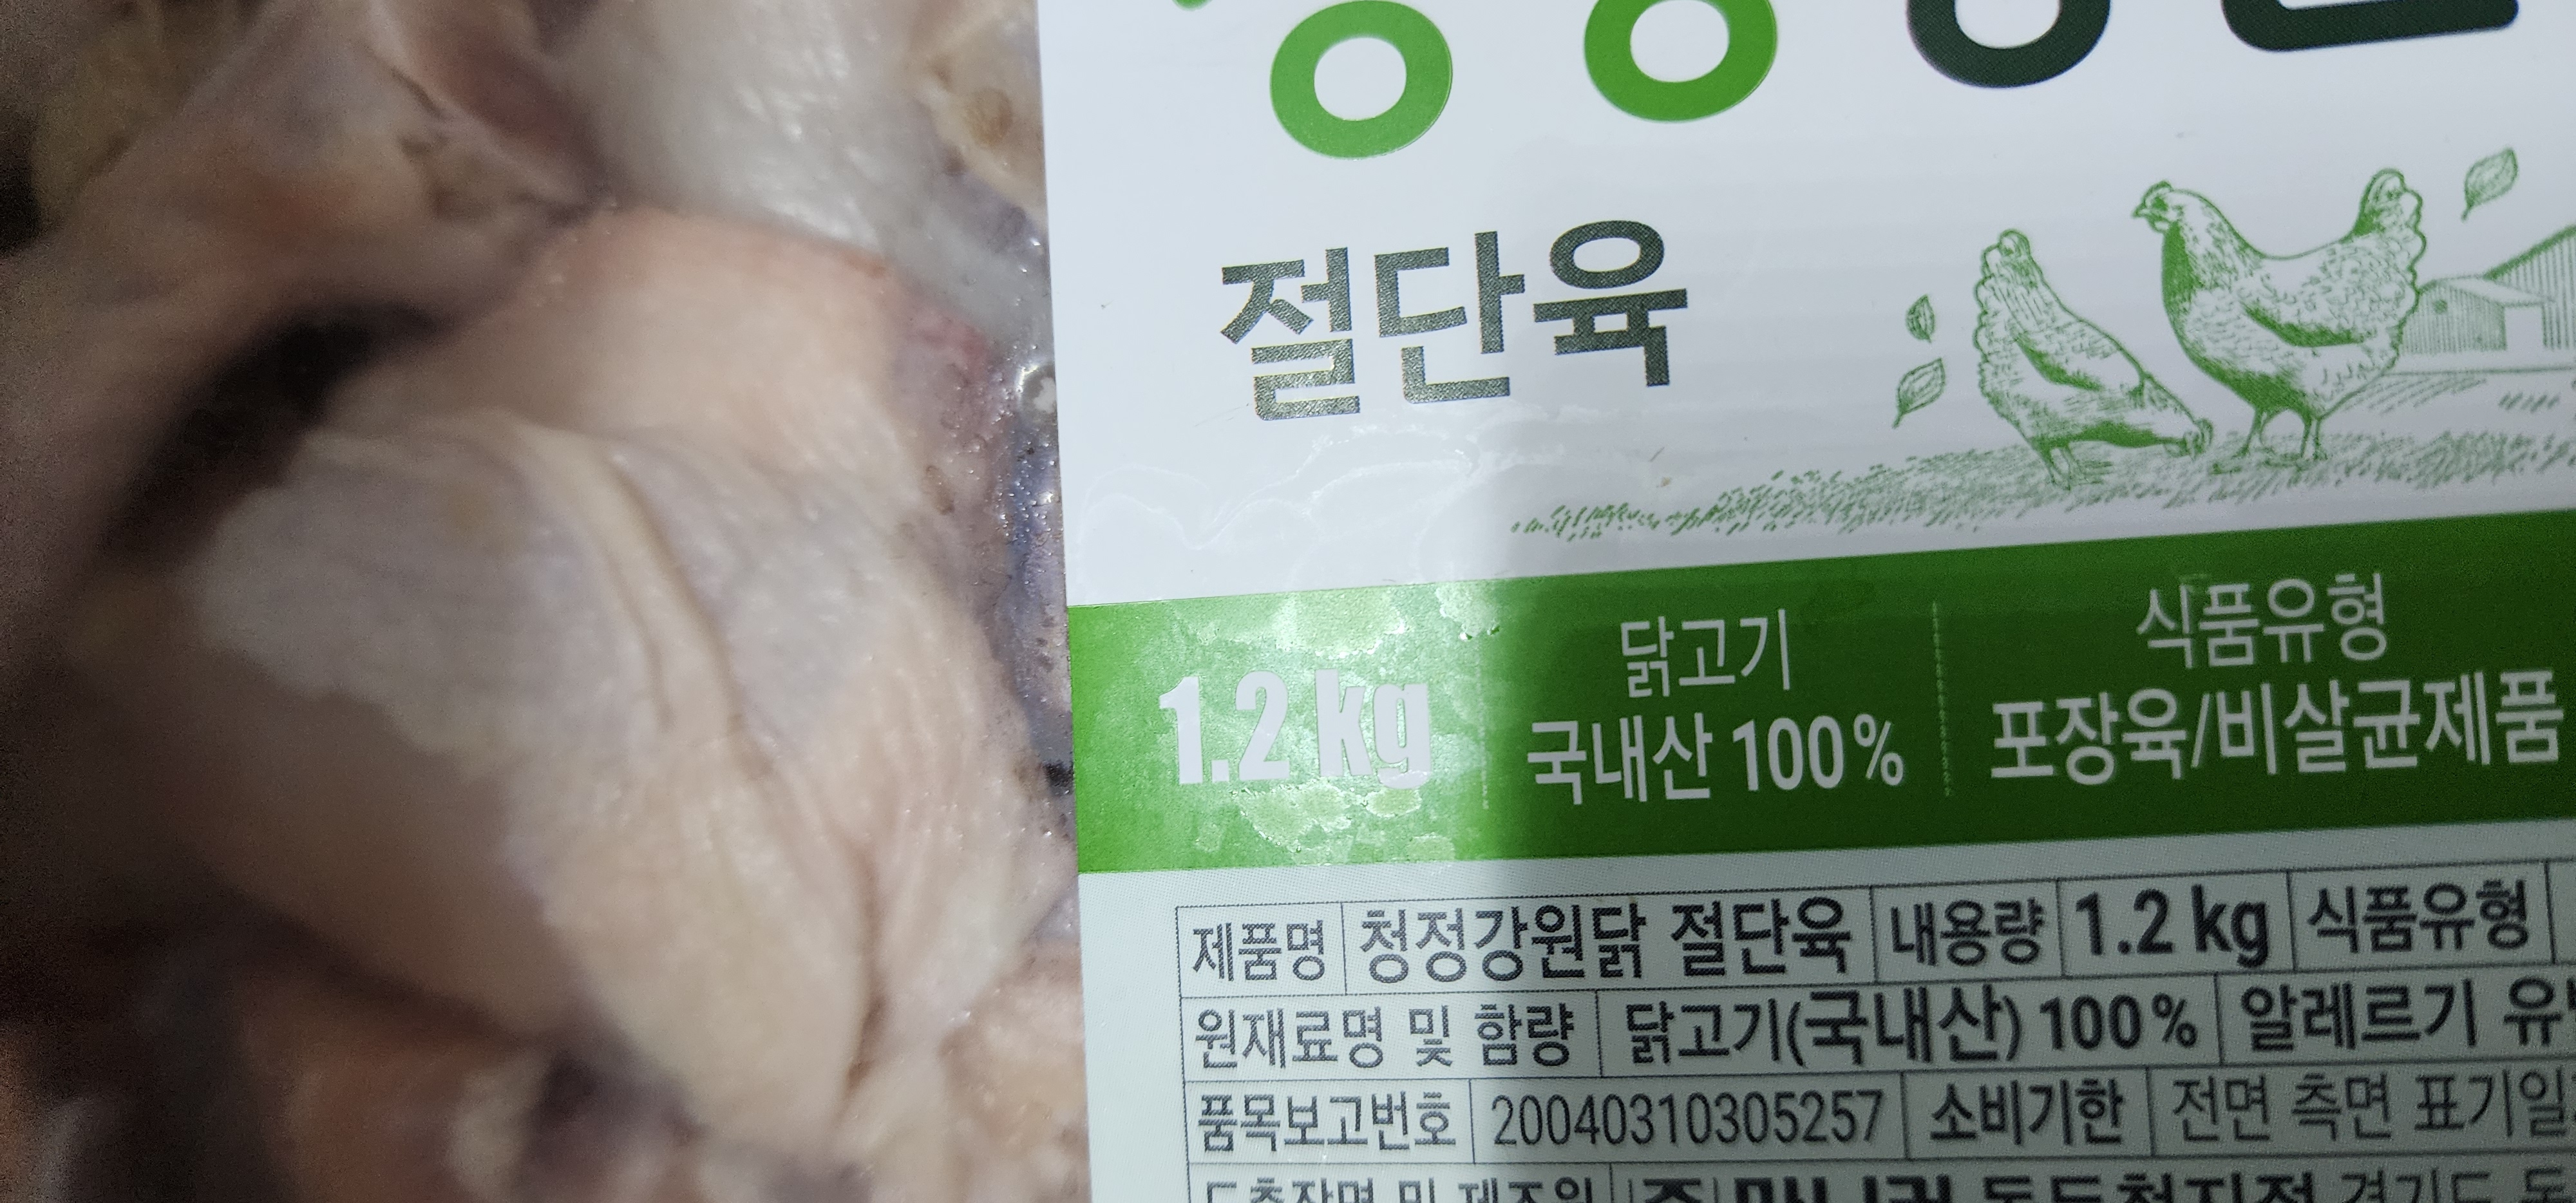 절단육
1.2 kg
닭고기
국내산 100%
식품유형
포장육/비살균제품
제품명 청정강원닭 절단육 내용량 1.2 kg 식품유형
원재료명 및 함량 닭고기(국내산) 100% 알레르기 유
품목보고번호 20040310305257 소비기한 전면 측면 표기일
및